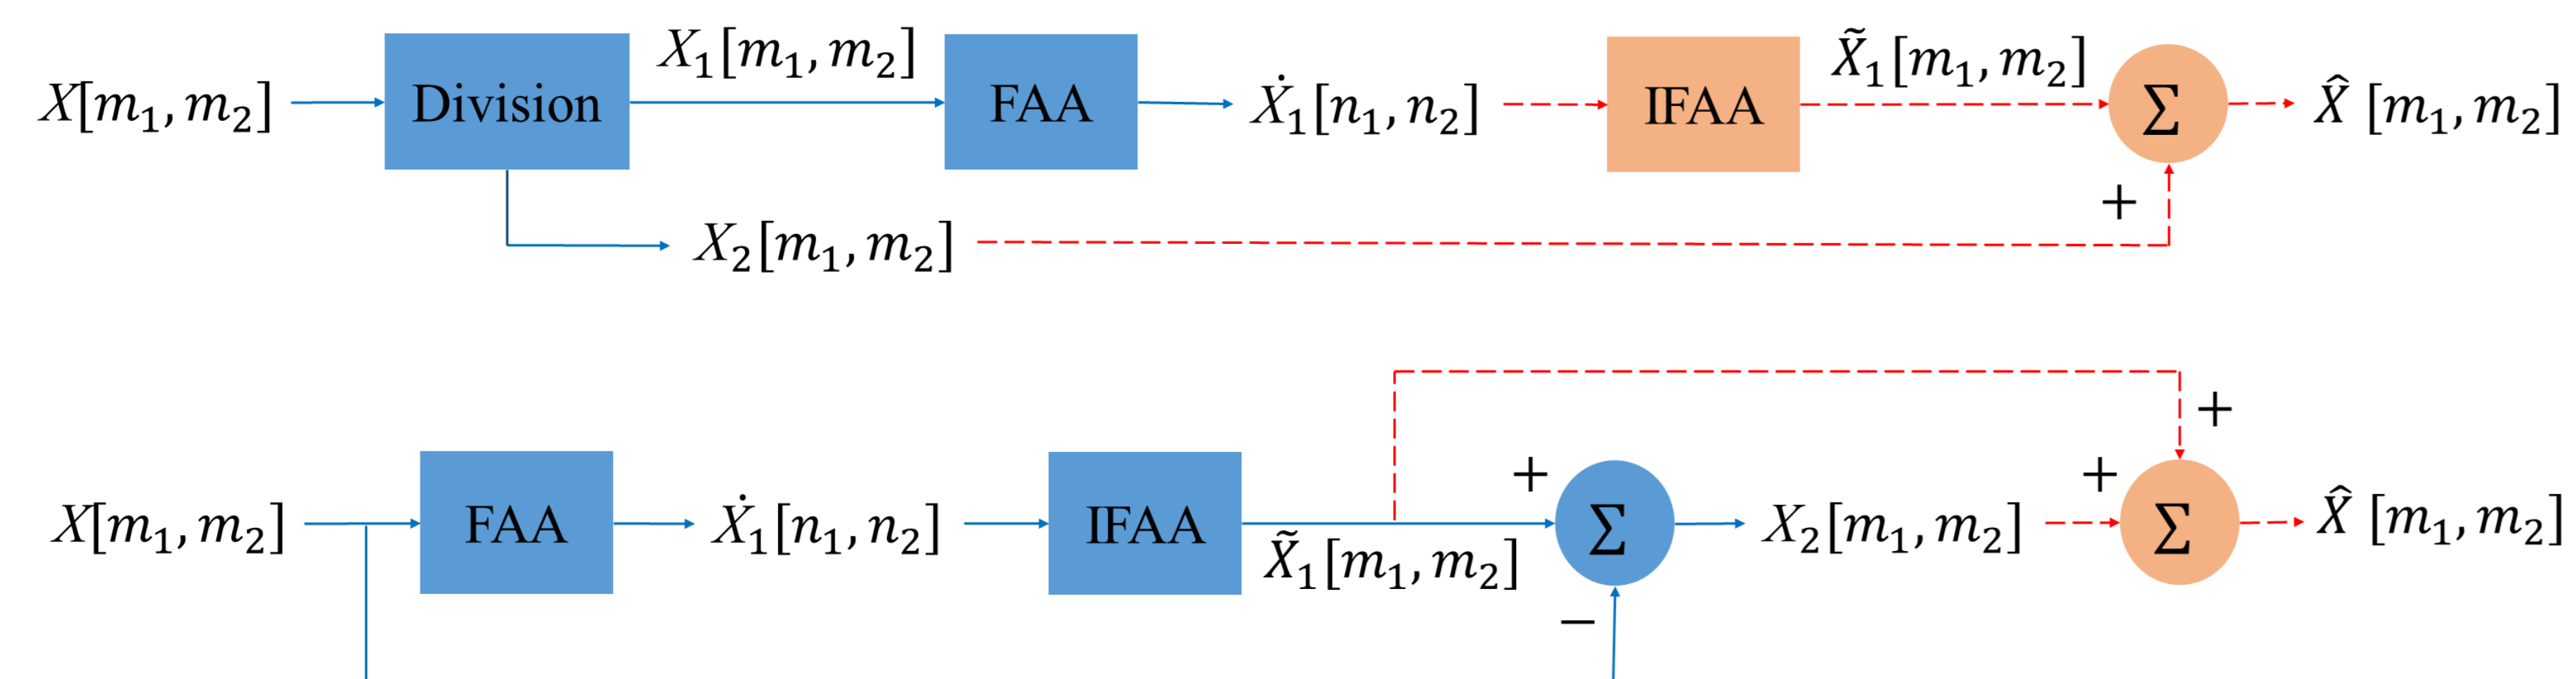 X[m₁, m₂] Division X₁[m₁, m₂] FAA Ẋ₁[n₁, n₂] IFAA X̃₁[m₁, m₂] Σ X̂ [m₁, m₂]
X₂[m₁, m₂] +
+
X[m₁, m₂] FAA Ẋ₁[n₁, n₂] IFAA X̃₁[m₁, m₂] + Σ X₂[m₁, m₂] + Σ X̂ [m₁, m₂]
−